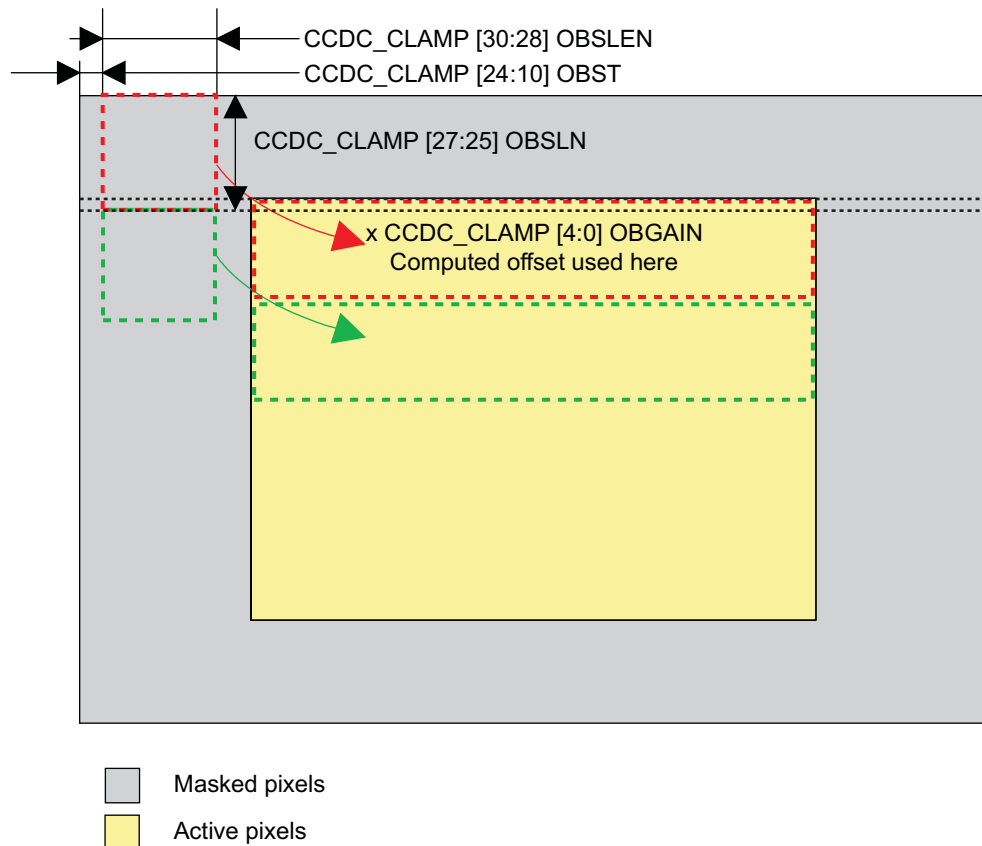 CCDC_CLAMP [30:28] OBSLEN
CCDC_CLAMP [24:10] OBST
CCDC_CLAMP [27:25] OBSLN
x CCDC_CLAMP [4:0] OBGAIN
Computed offset used here
Masked pixels
Active pixels